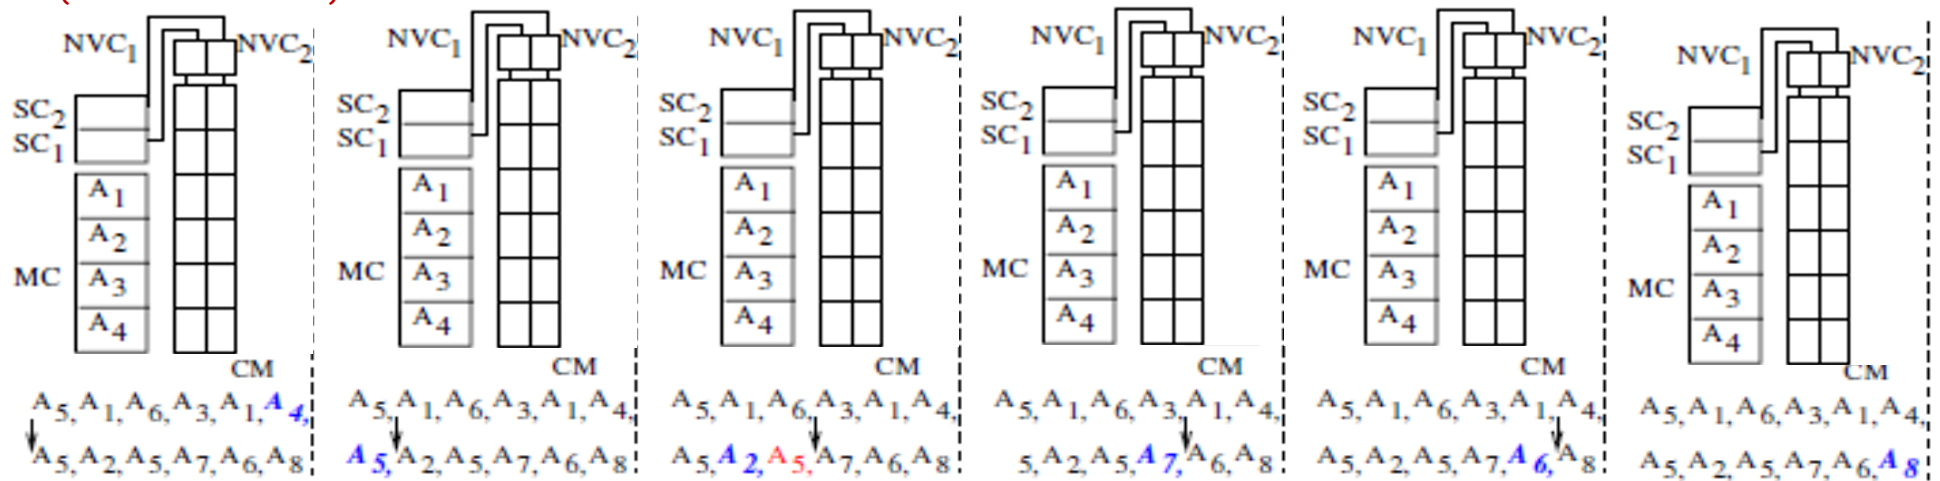 NVC1 NVC2
SC2
SC1
A1
A2
MC A3
A4
CM
A5, A1, A6, A3, A1, A4,
A5, A2, A5, A7, A6, A8
NVC1 NVC2
SC2
SC1
A1
A2
MC A3
A4
CM
A5, A1, A6, A3, A1, A4,
A5, A2, A5, A7, A6, A8
NVC1 NVC2
SC2
SC1
A1
A2
MC A3
A4
CM
A5, A1, A6, A3, A1, A4,
A5, A2, A5, A7, A6, A8
NVC1 NVC2
SC2
SC1
A1
A2
MC A3
A4
CM
A5, A1, A6, A3, A1, A4,
5, A2, A5, A7, A6, A8
NVC1 NVC2
SC2
SC1
A1
A2
MC A3
A4
CM
A5, A1, A6, A3, A1, A4,
A5, A2, A5, A7, A6, A8
NVC1 NVC2
SC2
SC1
A1
A2
MC A3
A4
CM
A5, A1, A6, A3, A1, A4,
A5, A2, A5, A7, A6, A8